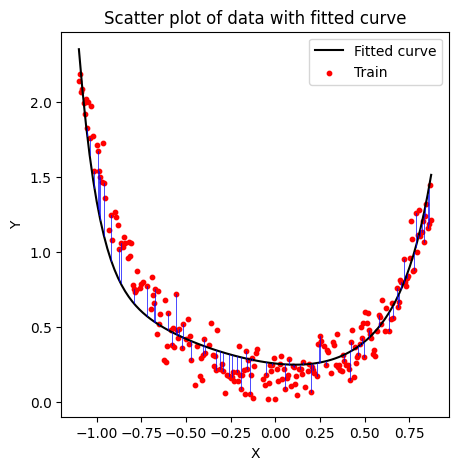 Scatter plot of data with fitted curve
Fitted curve
Train
Y
2.0
1.5
1.0
0.5
0.0
−1.00 −0.75 −0.50 −0.25 0.00 0.25 0.50 0.75
X